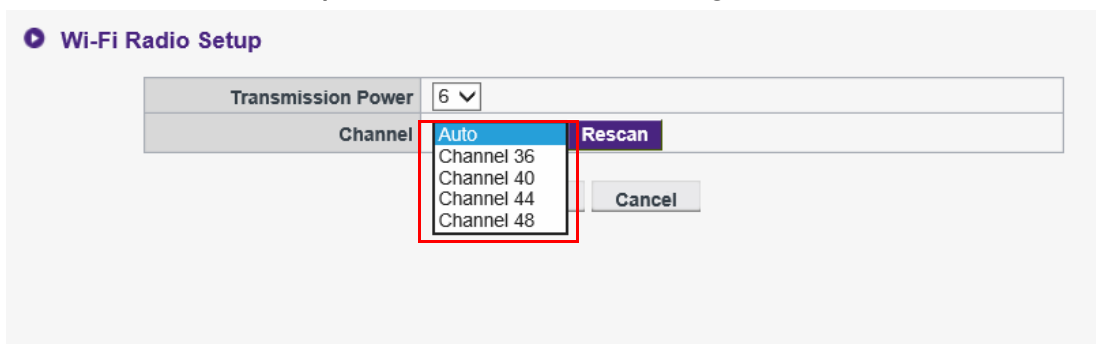 Wi-Fi Radio Setup
Transmission Power 6
Channel Auto Rescan
Channel 36
Channel 40
Channel 44
Channel 48
Cancel